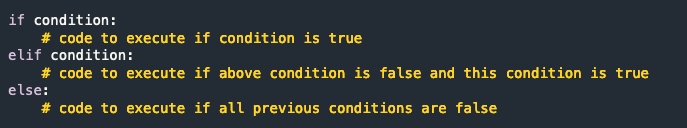 if condition:
    # code to execute if condition is true
elif condition:
    # code to execute if above condition is false and this condition is true
else:
    # code to execute if all previous conditions are false